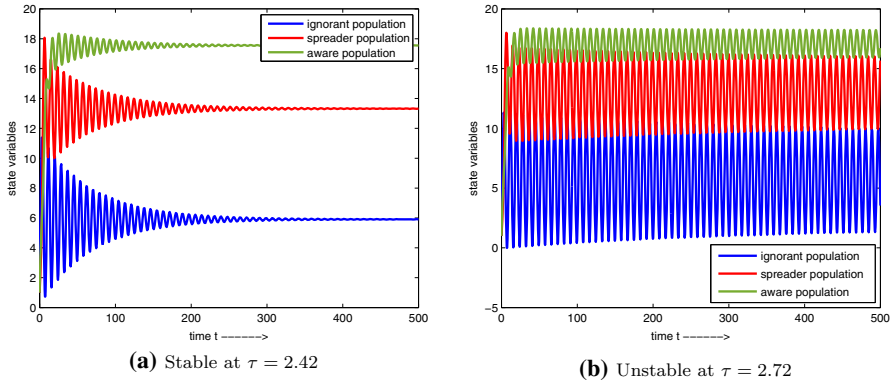 20
18
16
14
12
10
8
6
4
2
0
state variables
0 100 200 300 400 500
time t ------>
ignorant population
spreader population
aware population
(a) Stable at τ = 2.42
20
15
10
5
0
−5
state variables
0 100 200 300 400 500
time t ------>
ignorant population
spreader population
aware population
(b) Unstable at τ = 2.72